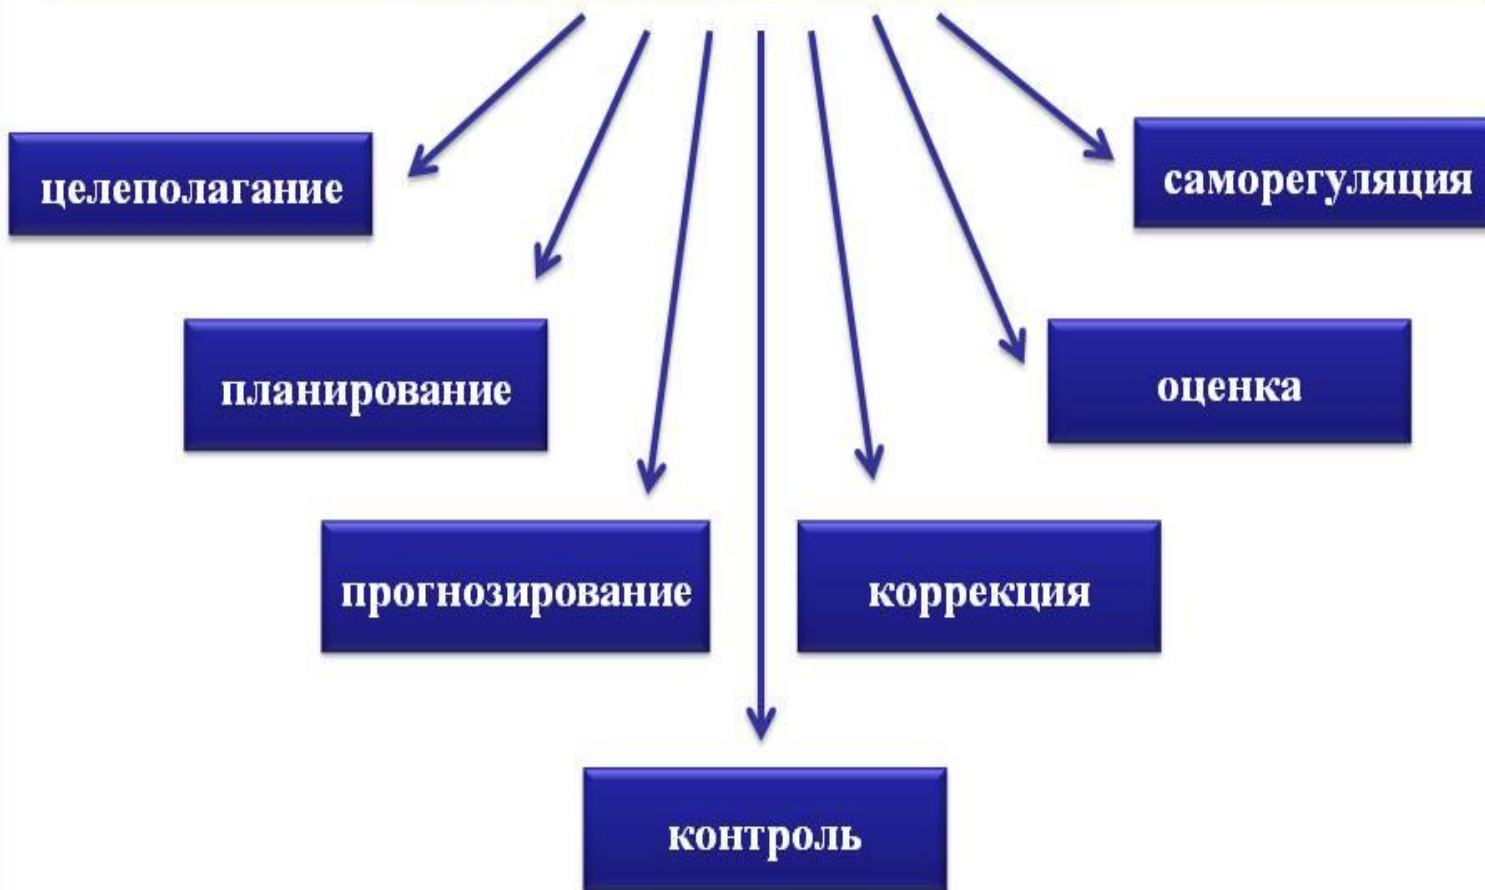 целеполагание
саморегуляция
планирование
оценка
прогнозирование
коррекция
контроль